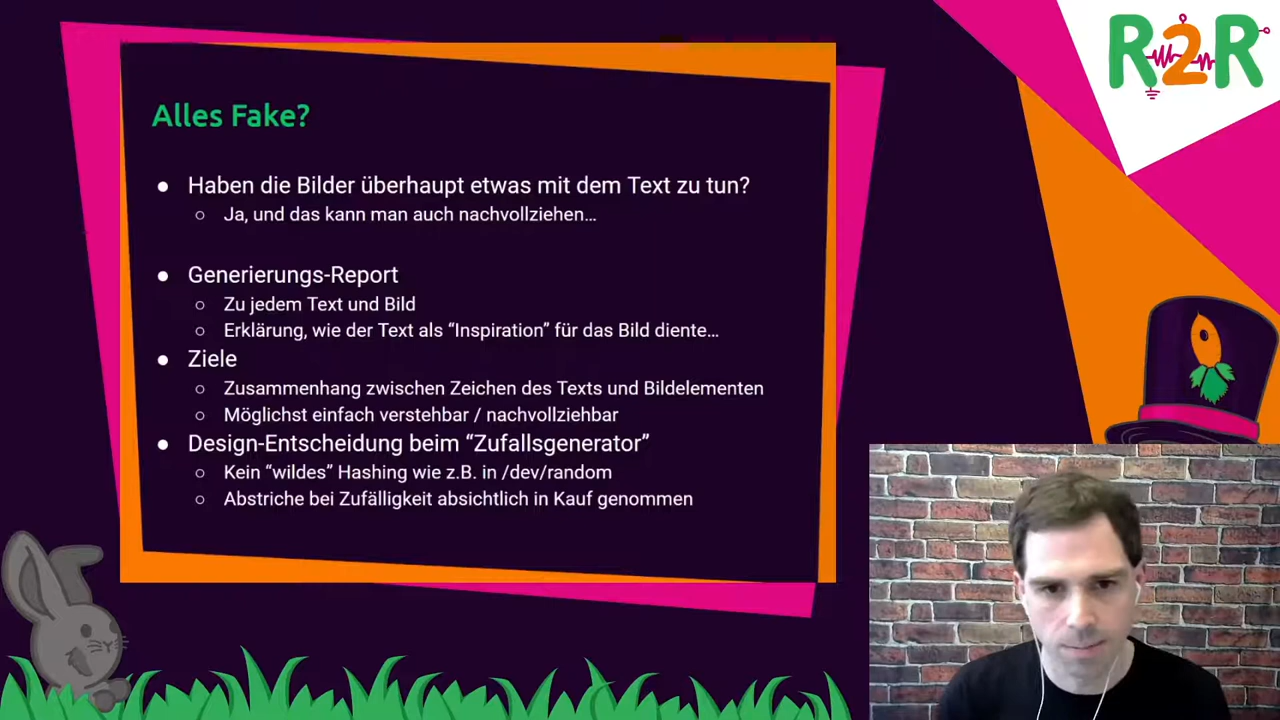 R2R
Alles Fake?
Haben die Bilder überhaupt etwas mit dem Text zu tun?
Ja, und das kann man auch nachvollziehen…
Generierungs-Report
Zu jedem Text und Bild
Erklärung, wie der Text als “Inspiration” für das Bild diente…
Ziele
Zusammenhang zwischen Zeichen des Texts und Bildelementen
Möglichst einfach verstehbar / nachvollziehbar
Design-Entscheidung beim “Zufallsgenerator”
Kein “wildes” Hashing wie z.B. in /dev/random
Abstriche bei Zufälligkeit absichtlich in Kauf genommen